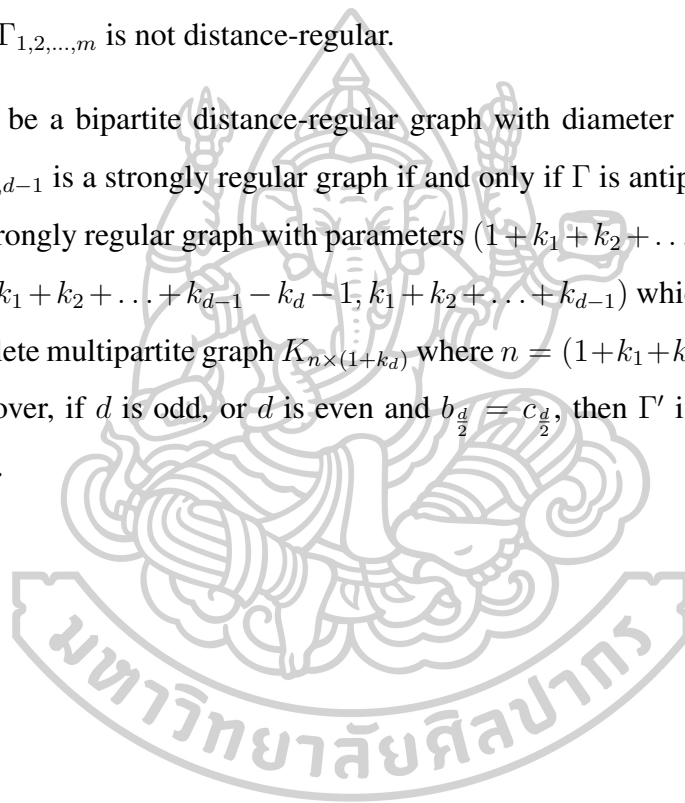 Γ_{1,2,...,m} is not distance-regular.
be a bipartite distance-regular graph with diameter
,d−1 is a strongly regular graph if and only if Γ is antip
rongly regular graph with parameters (1 + k_1 + k_2 + . .
k_1 + k_2 + . . . + k_{d−1} − k_d − 1, k_1 + k_2 + . . . + k_{d−1}) whic
lete multipartite graph K_{n×(1+k_d)} where n = (1+k_1+k
over, if d is odd, or d is even and b_{d/2} = c_{d/2}, then Γ′ i
.
มหาวิทยาลัยศิลปากร